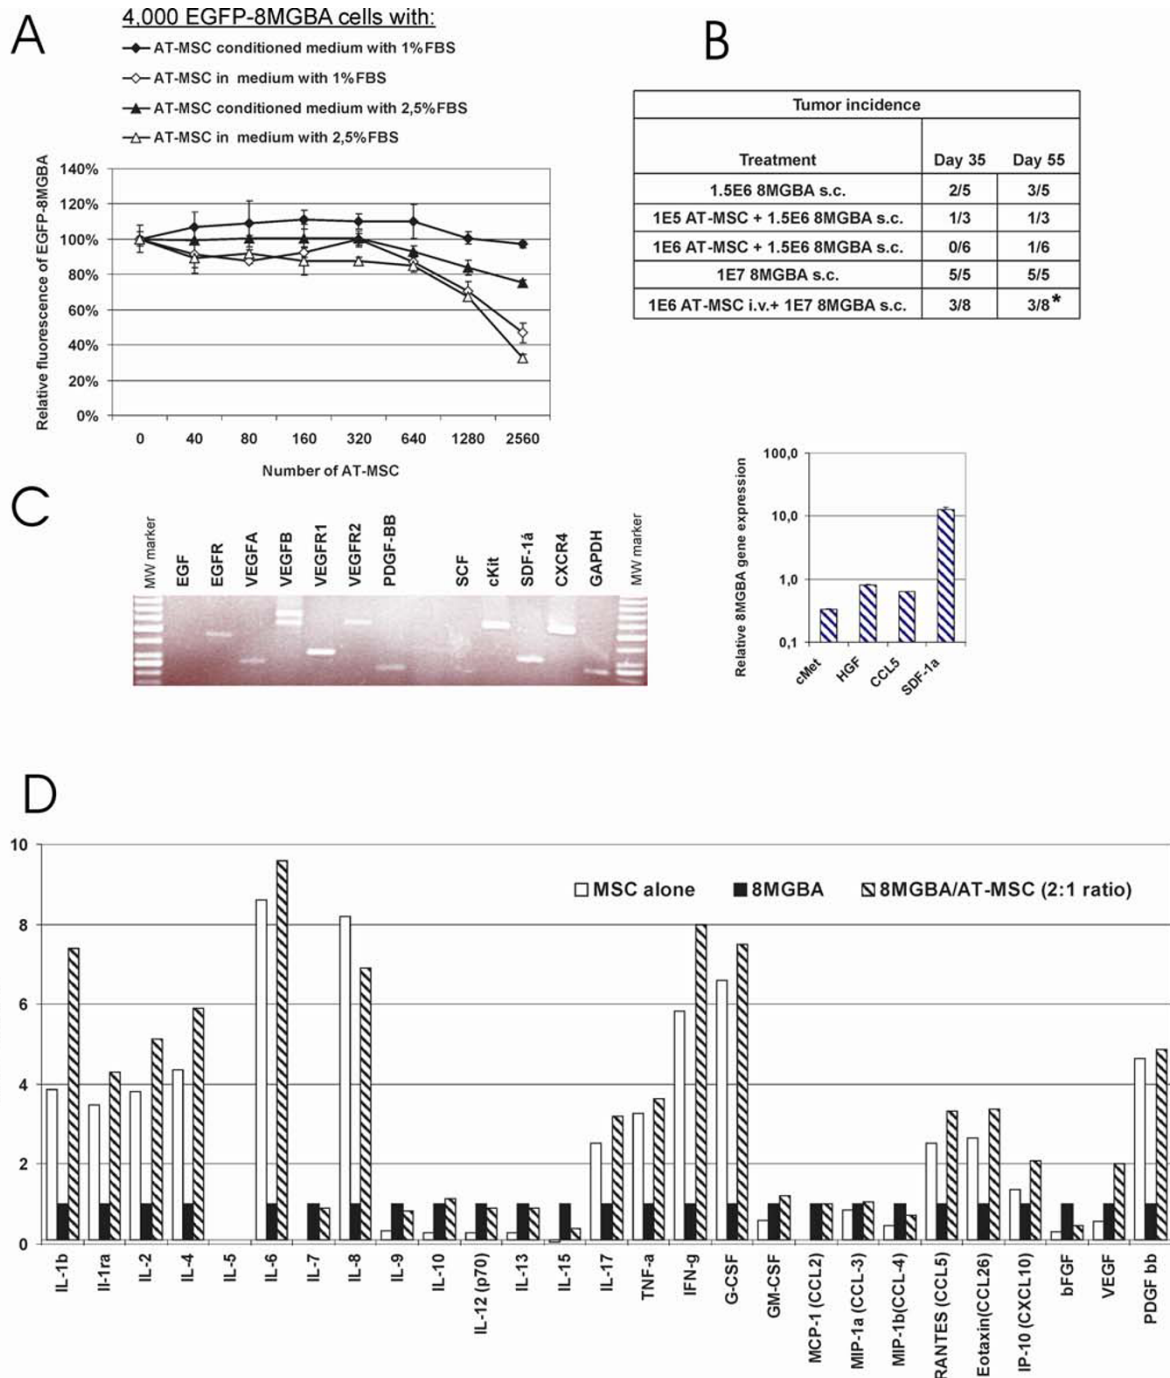 A
4,000 EGFP-8MGBA cells with:
AT-MSC conditioned medium with 1%FBS
AT-MSC in medium with 1%FBS
AT-MSC conditioned medium with 2,5%FBS
AT-MSC in medium with 2,5%FBS
Relative fluorescence of EGFP-8MGBA
140%
120%
100%
80%
60%
40%
20%
0%
0 40 80 160 320 640 1280 2560
Number of AT-MSC
B
Tumor incidence
Treatment Day 35 Day 55
1.5E6 8MGBA s.c. 2/5 3/5
1E5 AT-MSC + 1.5E6 8MGBA s.c. 1/3 1/3
1E6 AT-MSC + 1.5E6 8MGBA s.c. 0/6 1/6
1E7 8MGBA s.c. 5/5 5/5
1E6 AT-MSC i.v.+ 1E7 8MGBA s.c. 3/8 3/8*
C
MW marker EGF EGFR VEGFA VEGFB VEGFR1 VEGFR2 PDGF-BB SCF cKit SDF-1á CXCR4 GAPDH MW marker
Relative 8MGBA gene expression
100,0
10,0
1,0
0,1
cMet HGF CCL5 SDF-1a
D
10
8
6
4
2
0
MSC alone 8MGBA 8MGBA/AT-MSC (2:1 ratio)
IL-1b Il-1ra IL-2 IL-4 IL-5 IL-6 IL-7 IL-8 IL-9 IL-10 IL-12 (p70) IL-13 IL-15 IL-17 TNF-a IFN-g G-CSF GM-CSF MCP-1 (CCL2) MIP-1a (CCL-3) MIP-1b(CCL-4) RANTES (CCL5) Eotaxin(CCL26) IP-10 (CXCL10) bFGF VEGF PDGF bb